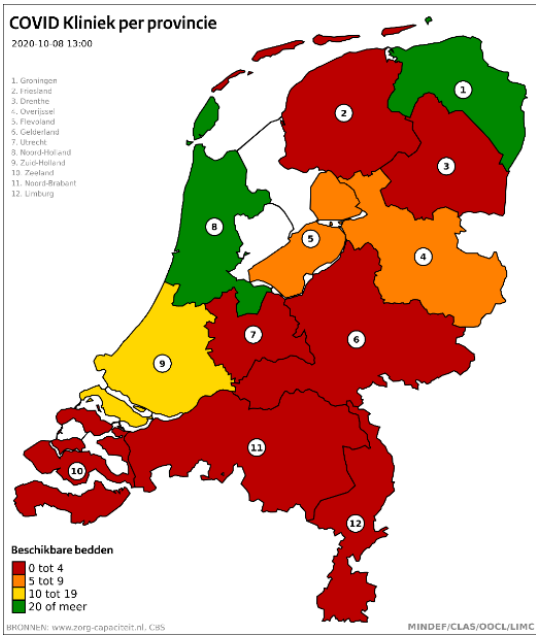 COVID Kliniek per provincie
2020-10-08 13:00
1. Groningen
2. Friesland
3. Drenthe
4. Overijssel
5. Flevoland
6. Gelderland
7. Utrecht
8. Noord-Holland
9. Zuid-Holland
10. Zeeland
11. Noord-Brabant
12. Limburg
1
2
3
8
5
4
7
6
9
11
10
12
Beschikbare bedden
0 tot 4
5 tot 9
10 tot 19
20 of meer
BRONNEN: www.zorg-capaciteit.nl, CBS
MINDEF/CLAS/OOCL/LIMC